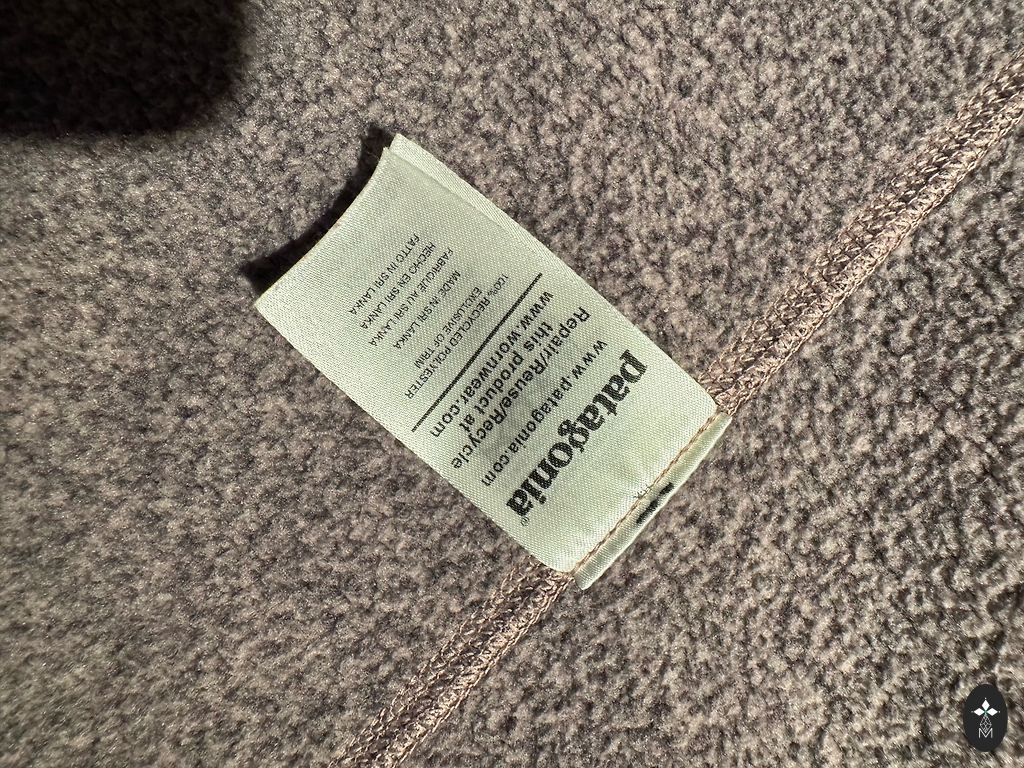 patagonia®
www.patagonia.com
Repair/Reuse/Recycle
this product at
www.wornwear.com
100% RECYCLED POLYESTER
EXCLUSIVE OF TRIM
MADE IN SRI LANKA
FABRIQUÉ AU SRI LANKA
HECHO EN SRI LANKA
FATTO IN SRI LANKA
M